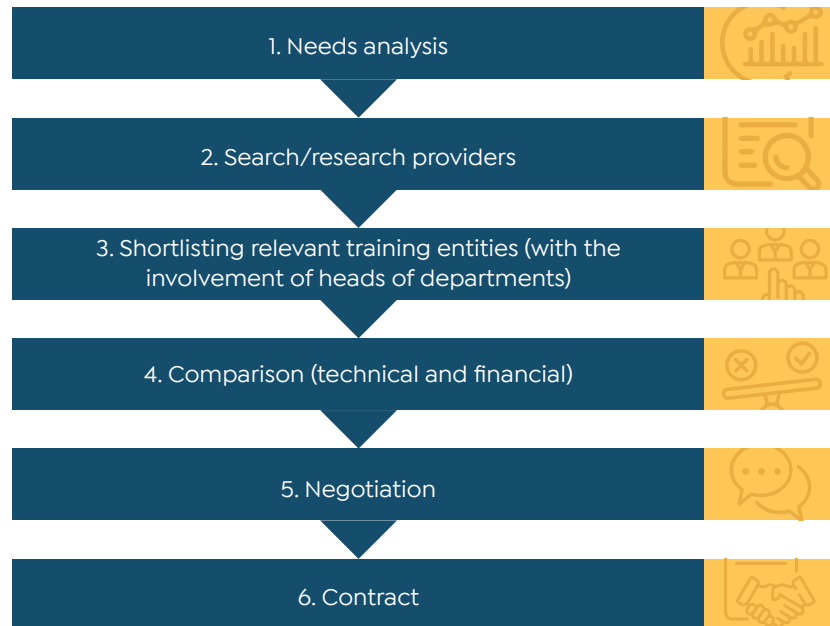 1. Needs analysis
2. Search/research providers
3. Shortlisting relevant training entities (with the
involvement of heads of departments)
4. Comparison (technical and financial)
5. Negotiation
6. Contract